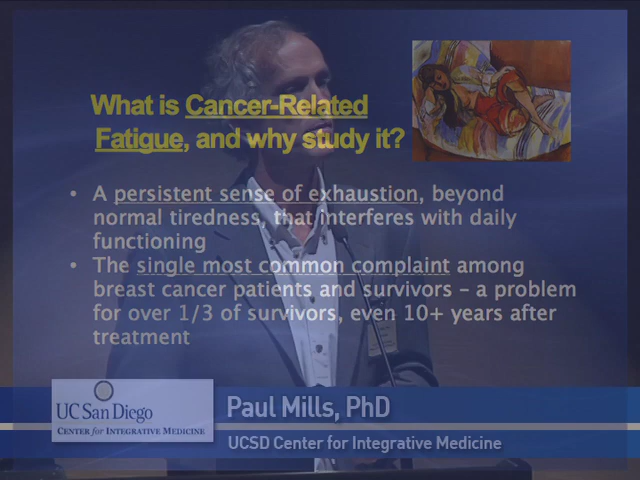 What is Cancer-Related
Fatigue, and why study it?
• A persistent sense of exhaustion, beyond
normal tiredness, that interferes with daily
functioning
• The single most common complaint among
breast cancer patients and survivors – a problem
for over 1/3 of survivors, even 10+ years after
treatment
UC San Diego
CENTER for INTEGRATIVE MEDICINE
Paul Mills, PhD
UCSD Center for Integrative Medicine